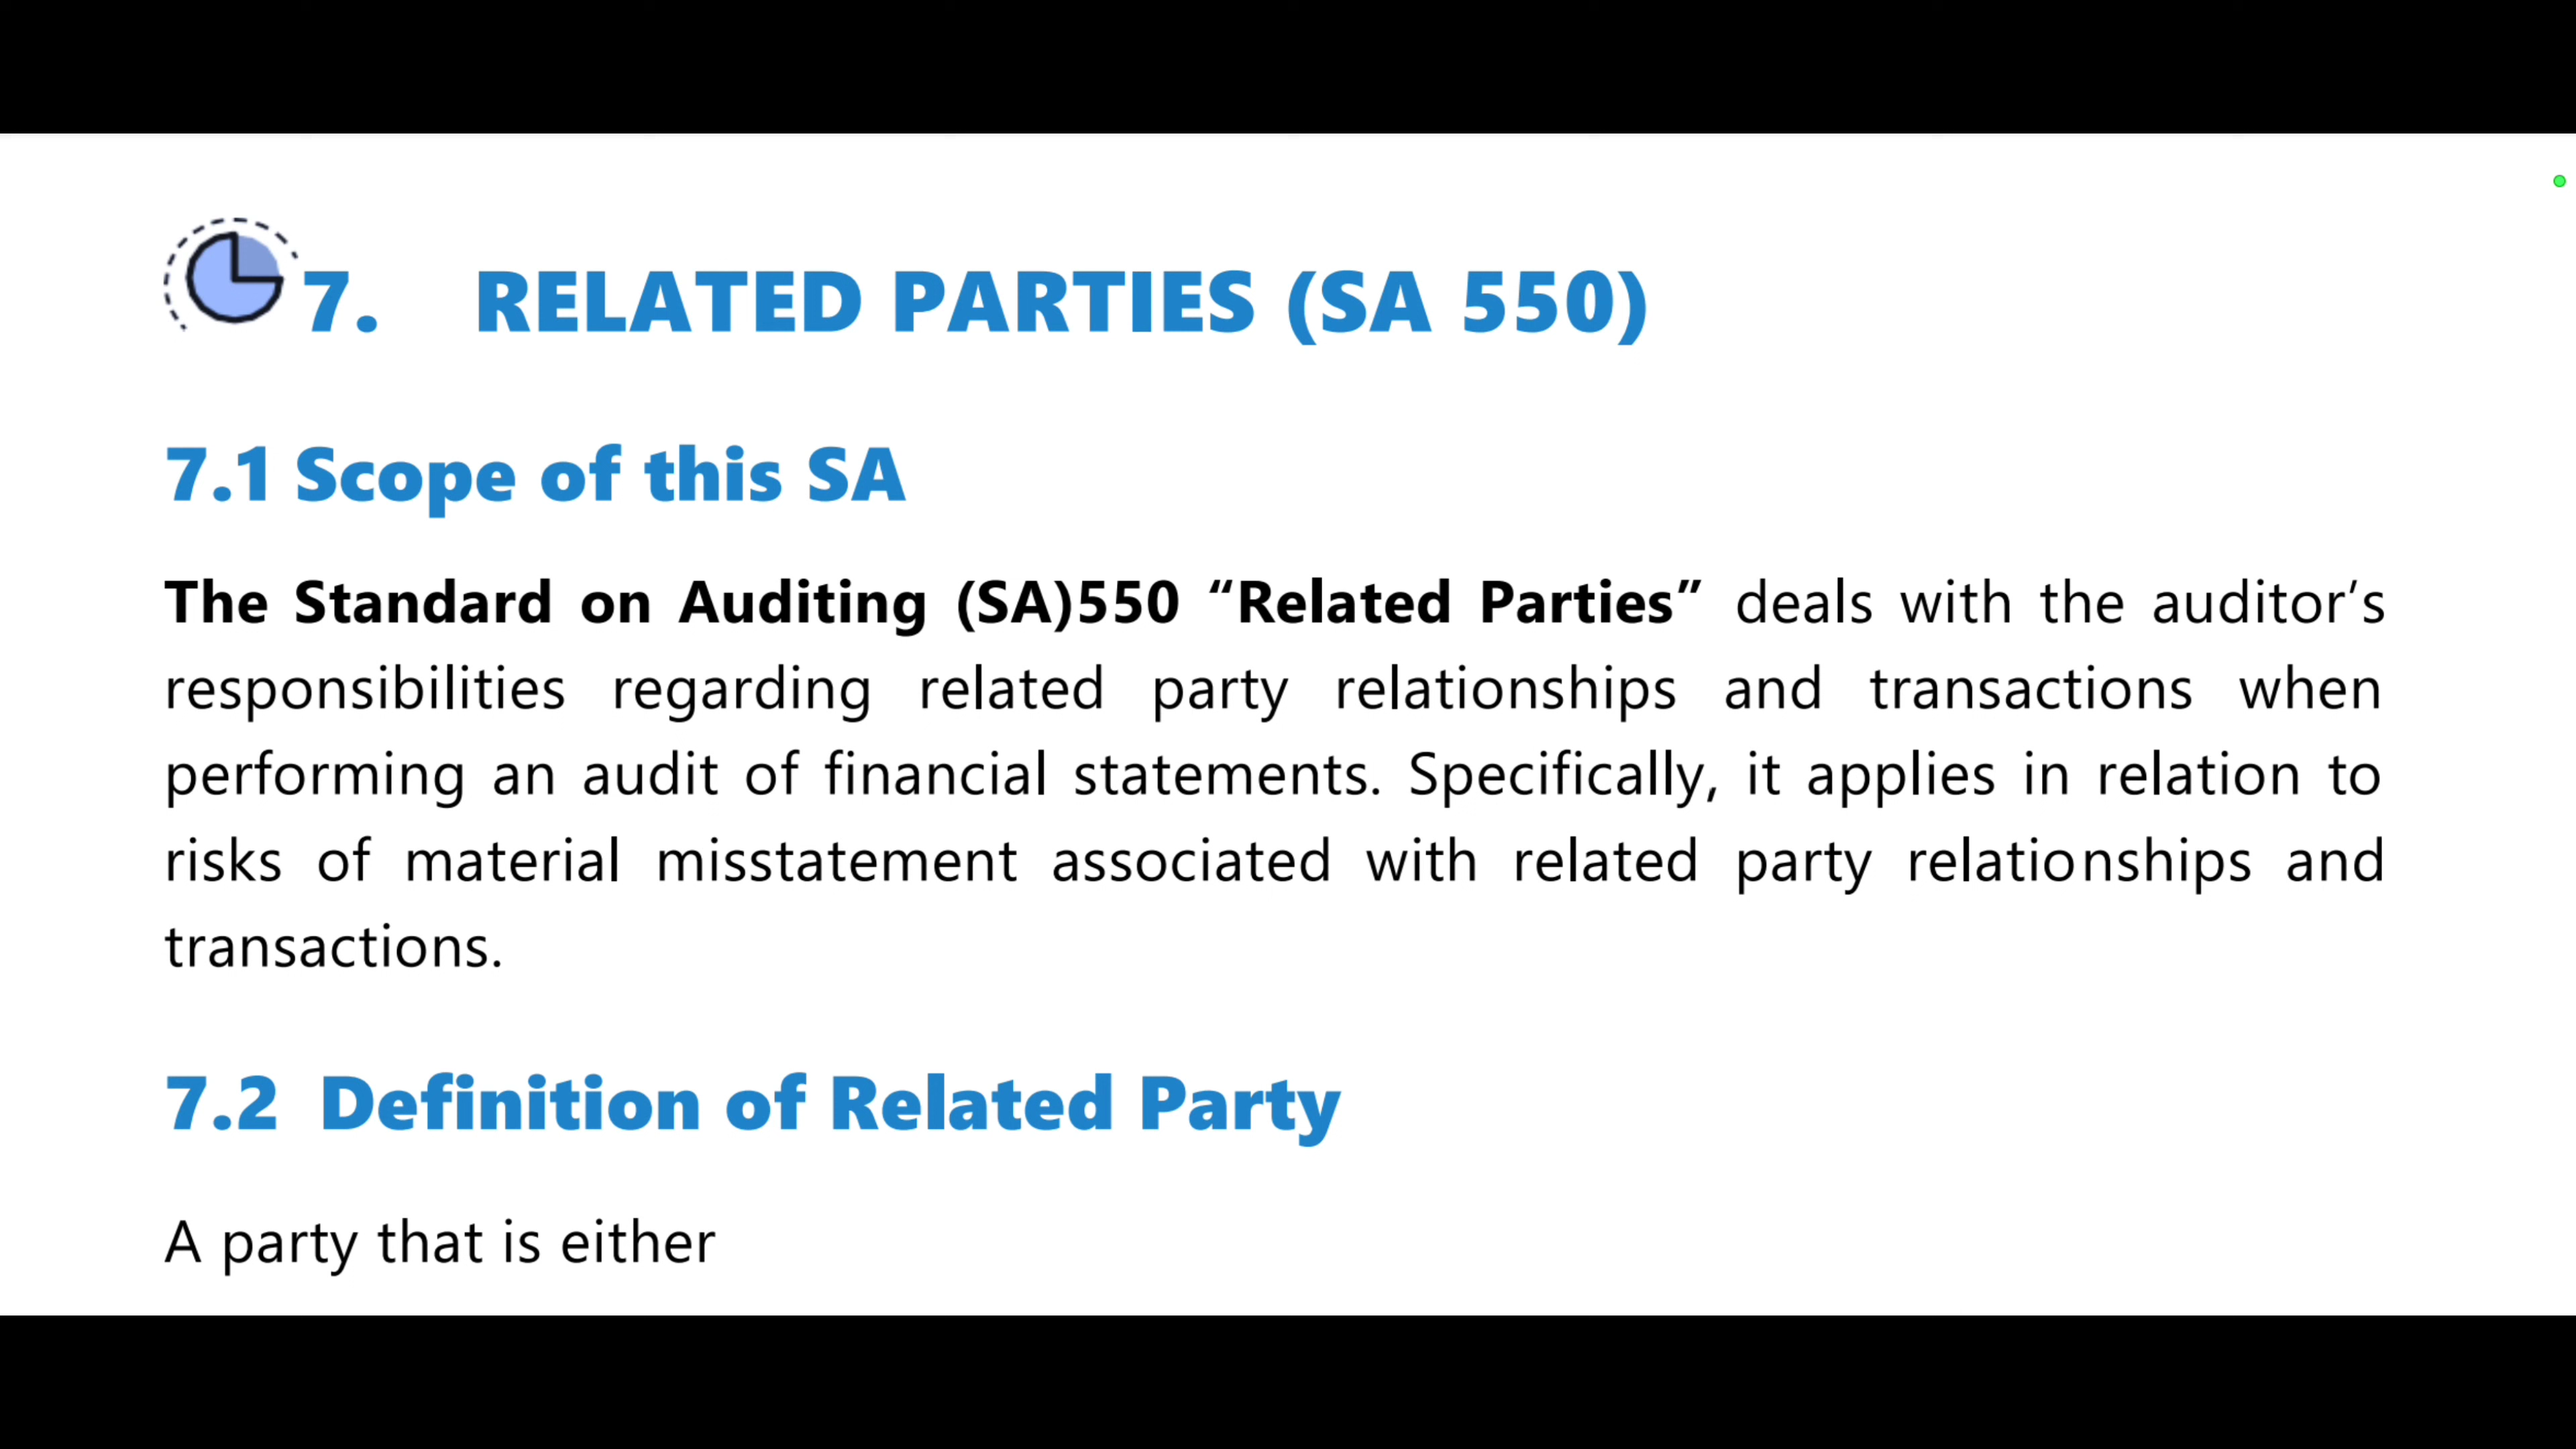 7. RELATED PARTIES (SA 550)
7.1 Scope of this SA
The Standard on Auditing (SA)550 “Related Parties” deals with the auditor’s
responsibilities regarding related party relationships and transactions when
performing an audit of financial statements. Specifically, it applies in relation to
risks of material misstatement associated with related party relationships and
transactions.
7.2 Definition of Related Party
A party that is either